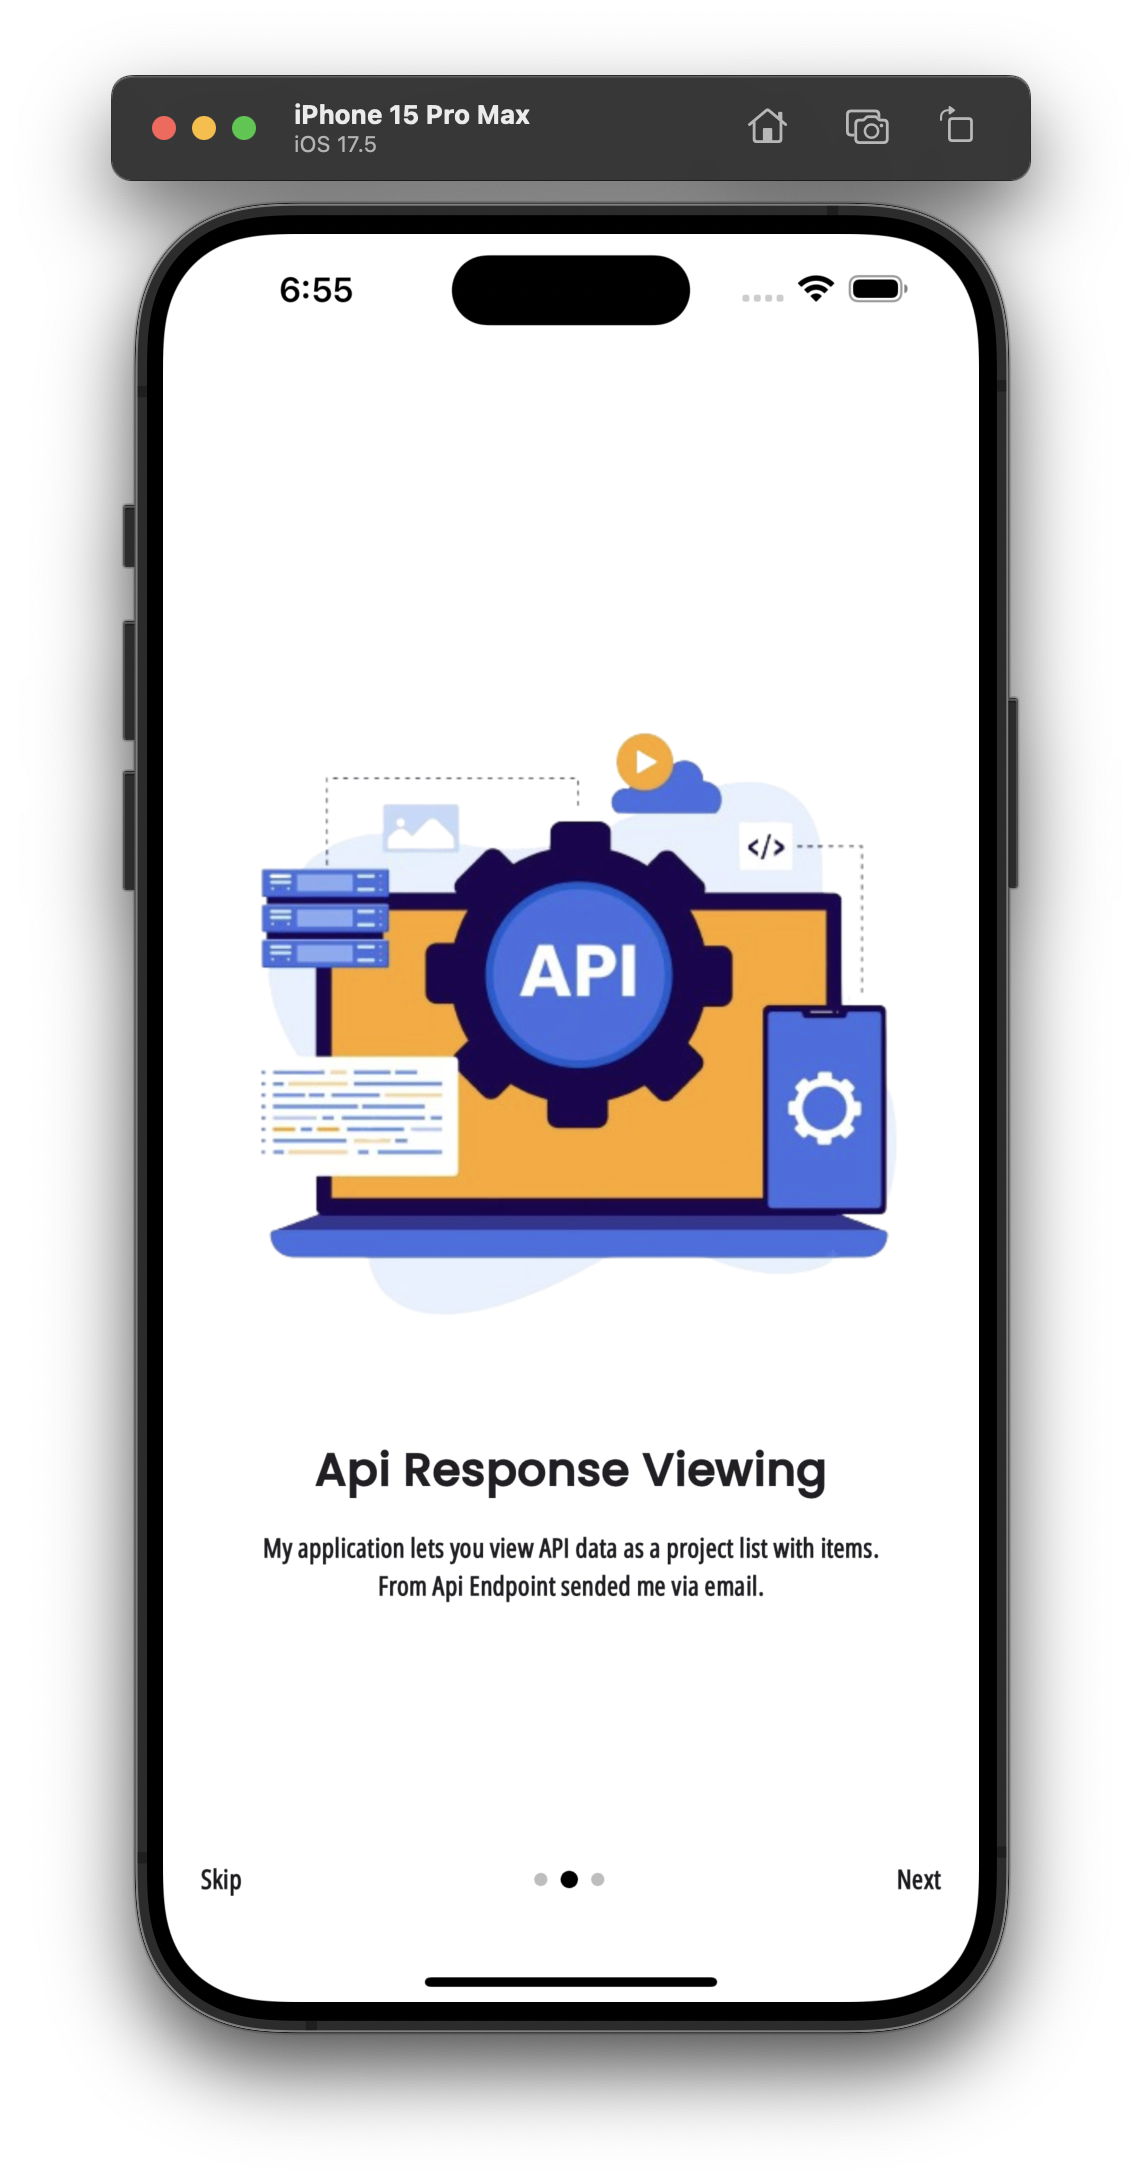 iPhone 15 Pro Max
iOS 17.5
6:55
</>
API
Api Response Viewing
My application lets you view API data as a project list with items.
From Api Endpoint sended me via email.
Skip
Next